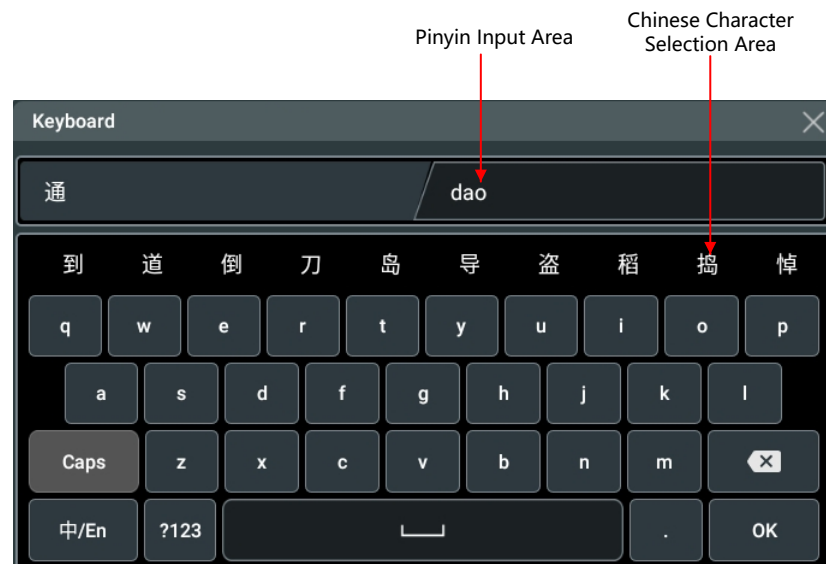 Pinyin Input Area
Chinese Character
Selection Area
Keyboard
通 dao
到 道 倒 刀 岛 导 盗 稻 捣 悼
q w e r t y u i o p
a s d f g h j k l
Caps z x c v b n m
中/En ?123 . OK